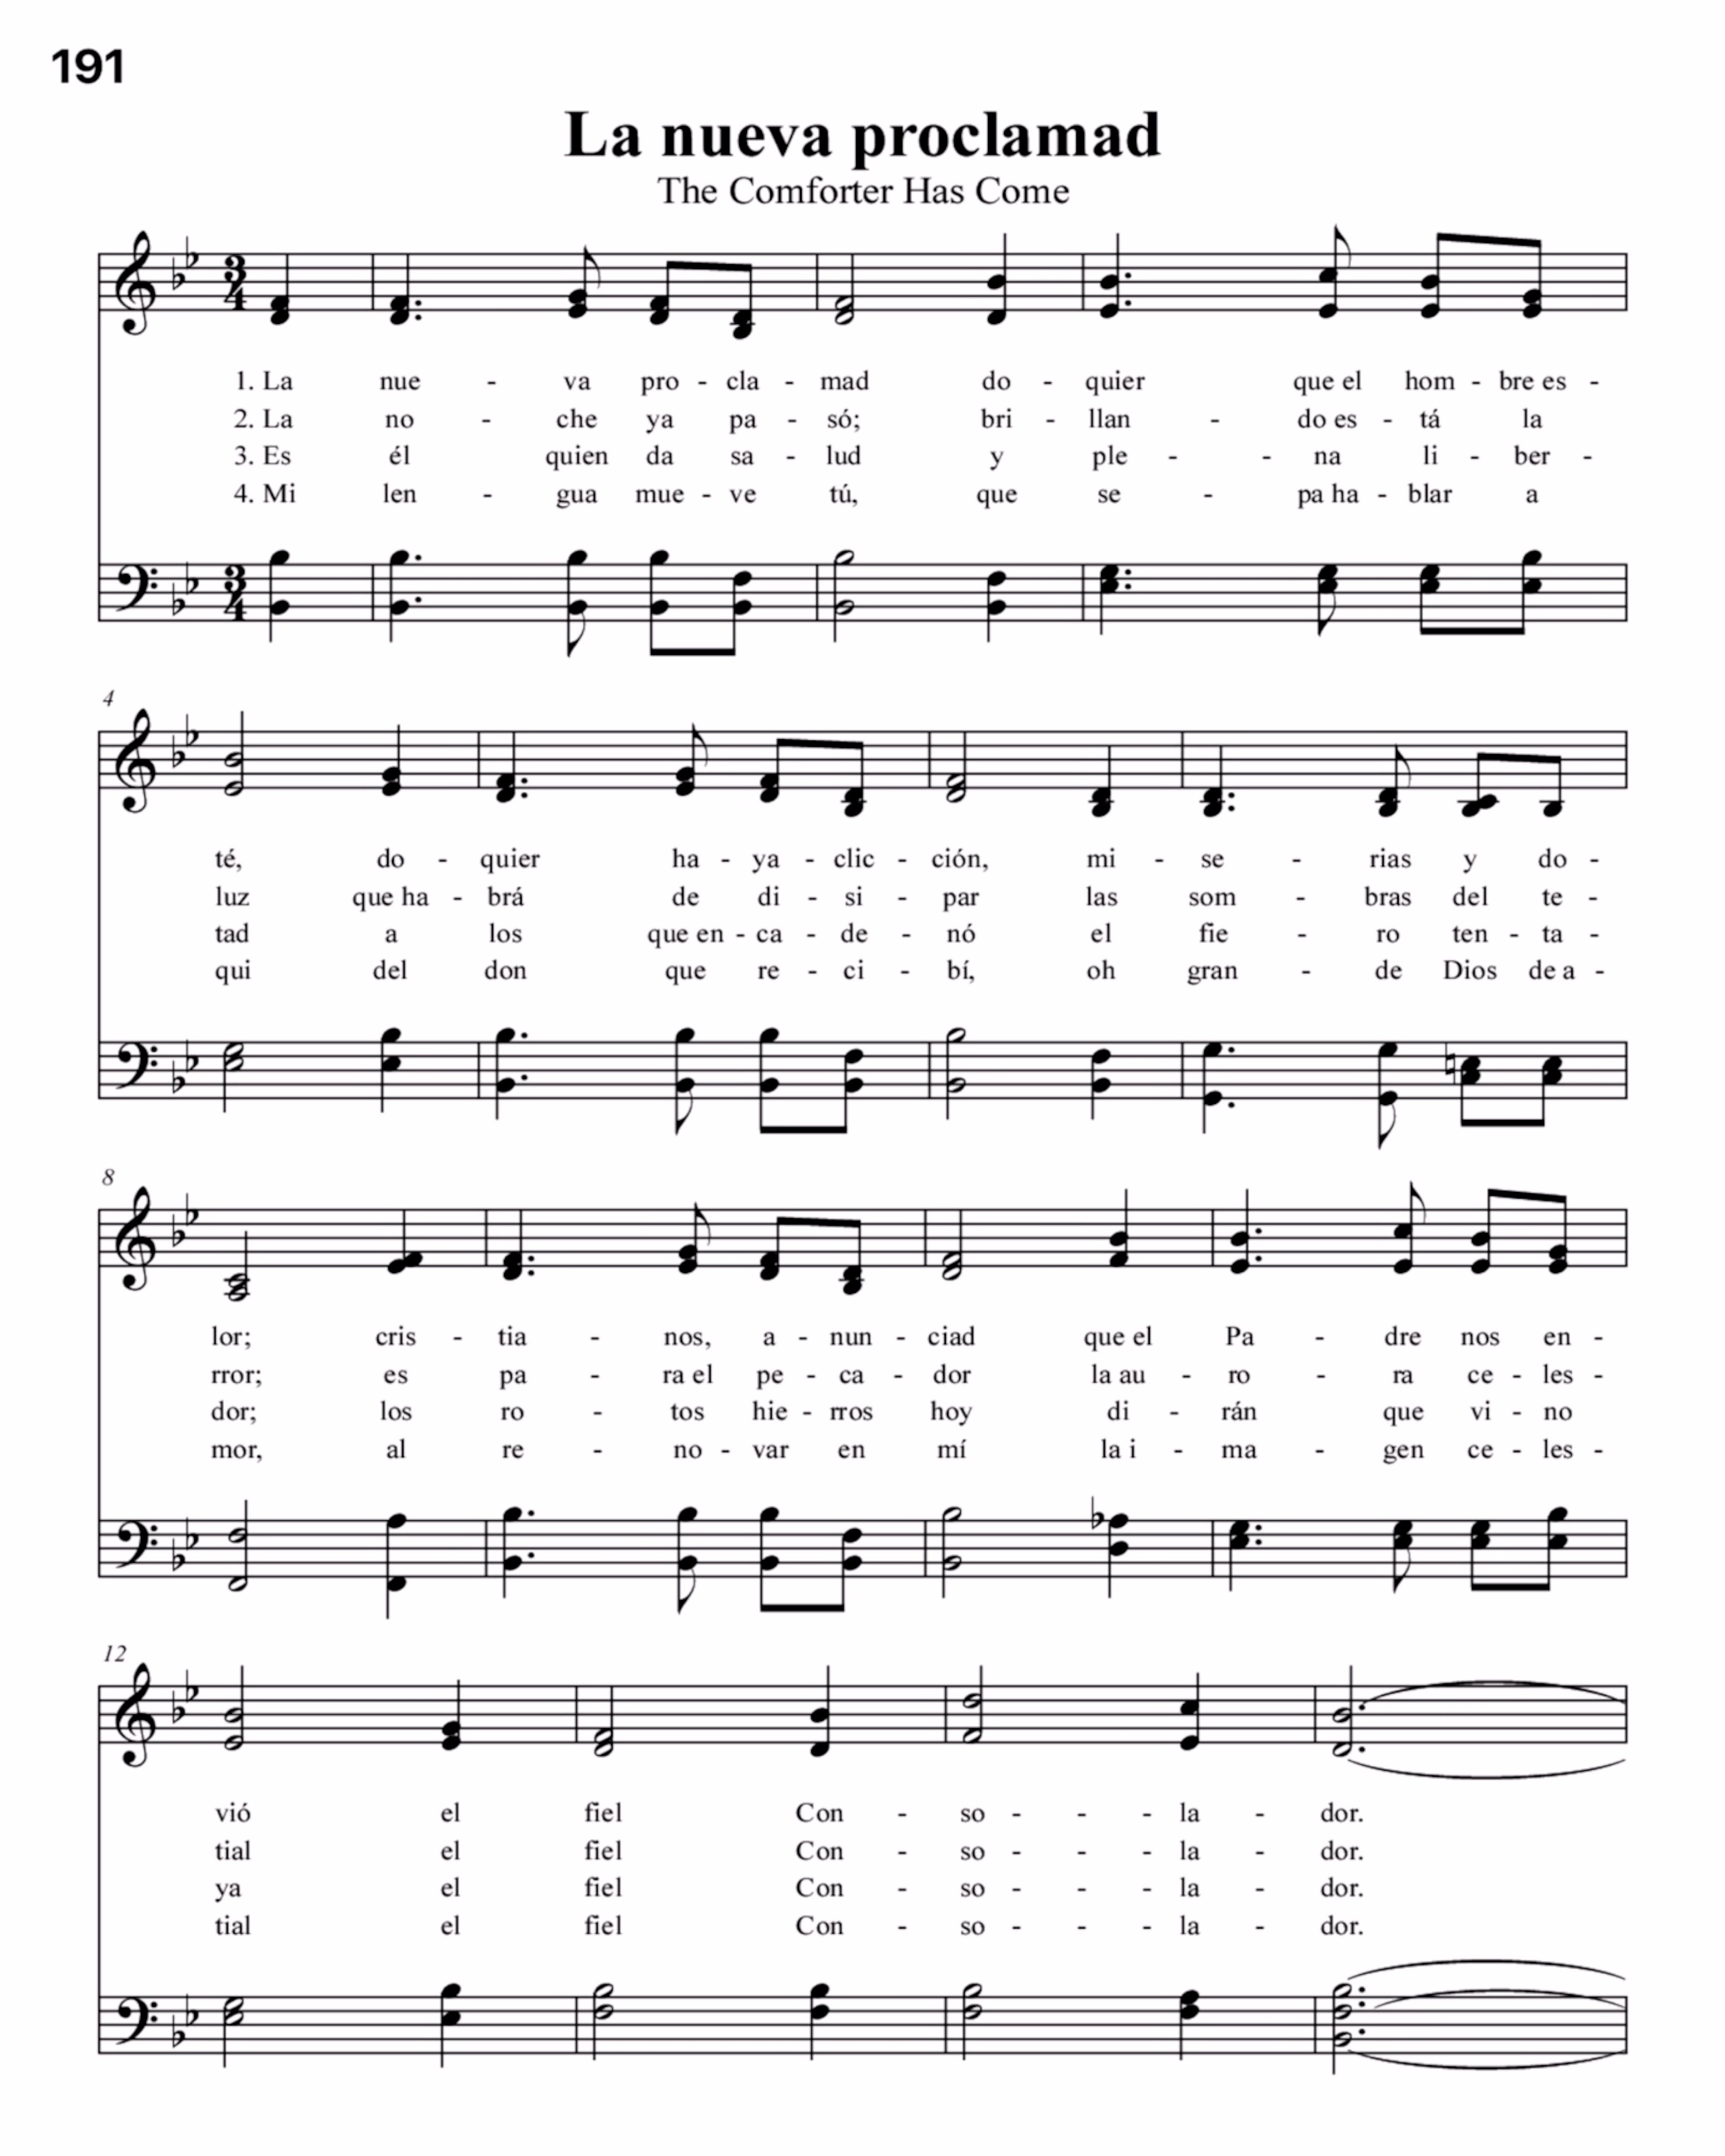 191
La nueva proclamad
The Comforter Has Come
3 4
1. La nue - va pro - cla - mad do - quier que el hom - bre es -
2. La no - che ya pa - só; bri - llan - do es - tá la
3. Es él quien da sa - lud y ple - - na li - ber -
4. Mi len - gua mue - ve tú, que se - pa ha - blar a
3 4
4
té, do - quier ha - ya - clic - ción, mi - se - rias y do -
luz que ha - brá de di - si - par las som - bras del te -
tad a los que en - ca - de - nó el fie - ro ten - ta -
qui del don que re - ci - bí, oh gran - de Dios de a -
8
lor; cris - tia - nos, a - nun - ciad que el Pa - dre nos en -
rror; es pa - ra el pe - ca - dor la au - ro - ra ce - les -
dor; los ro - tos hie - rros hoy di - rán que vi - no
mor, al re - no - var en mí la i - ma - gen ce - les -
12
vió el fiel Con - so - - - la - dor.
tial el fiel Con - so - - - la - dor.
ya el fiel Con - so - - - la - dor.
tial el fiel Con - so - - - la - dor.